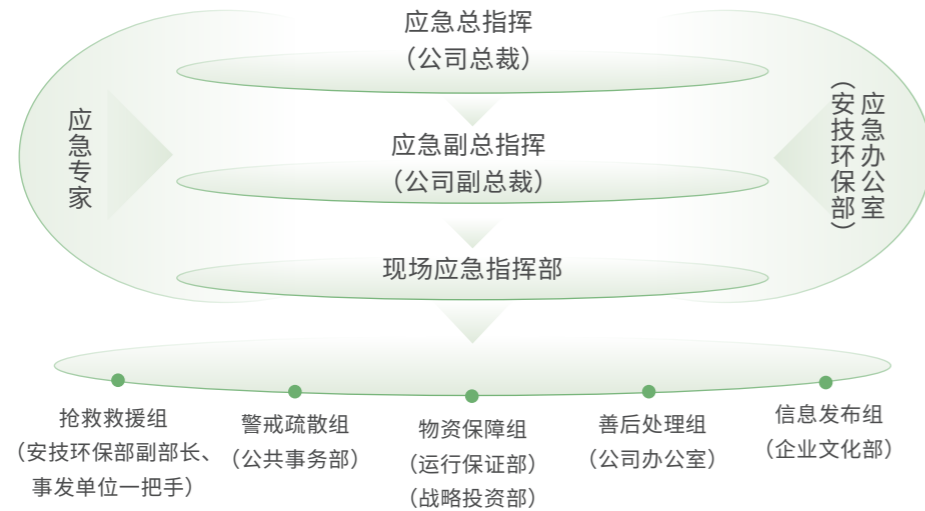 应急总指挥
（公司总裁）
应急专家
应急办公室
（安技环保部）
应急副总指挥
（公司副总裁）
现场应急指挥部
抢救救援组
（安技环保部副部长、
事发单位一把手）
警戒疏散组
（公共事务部）
物资保障组
（运行保证部）
（战略投资部）
善后处理组
（公司办公室）
信息发布组
（企业文化部）